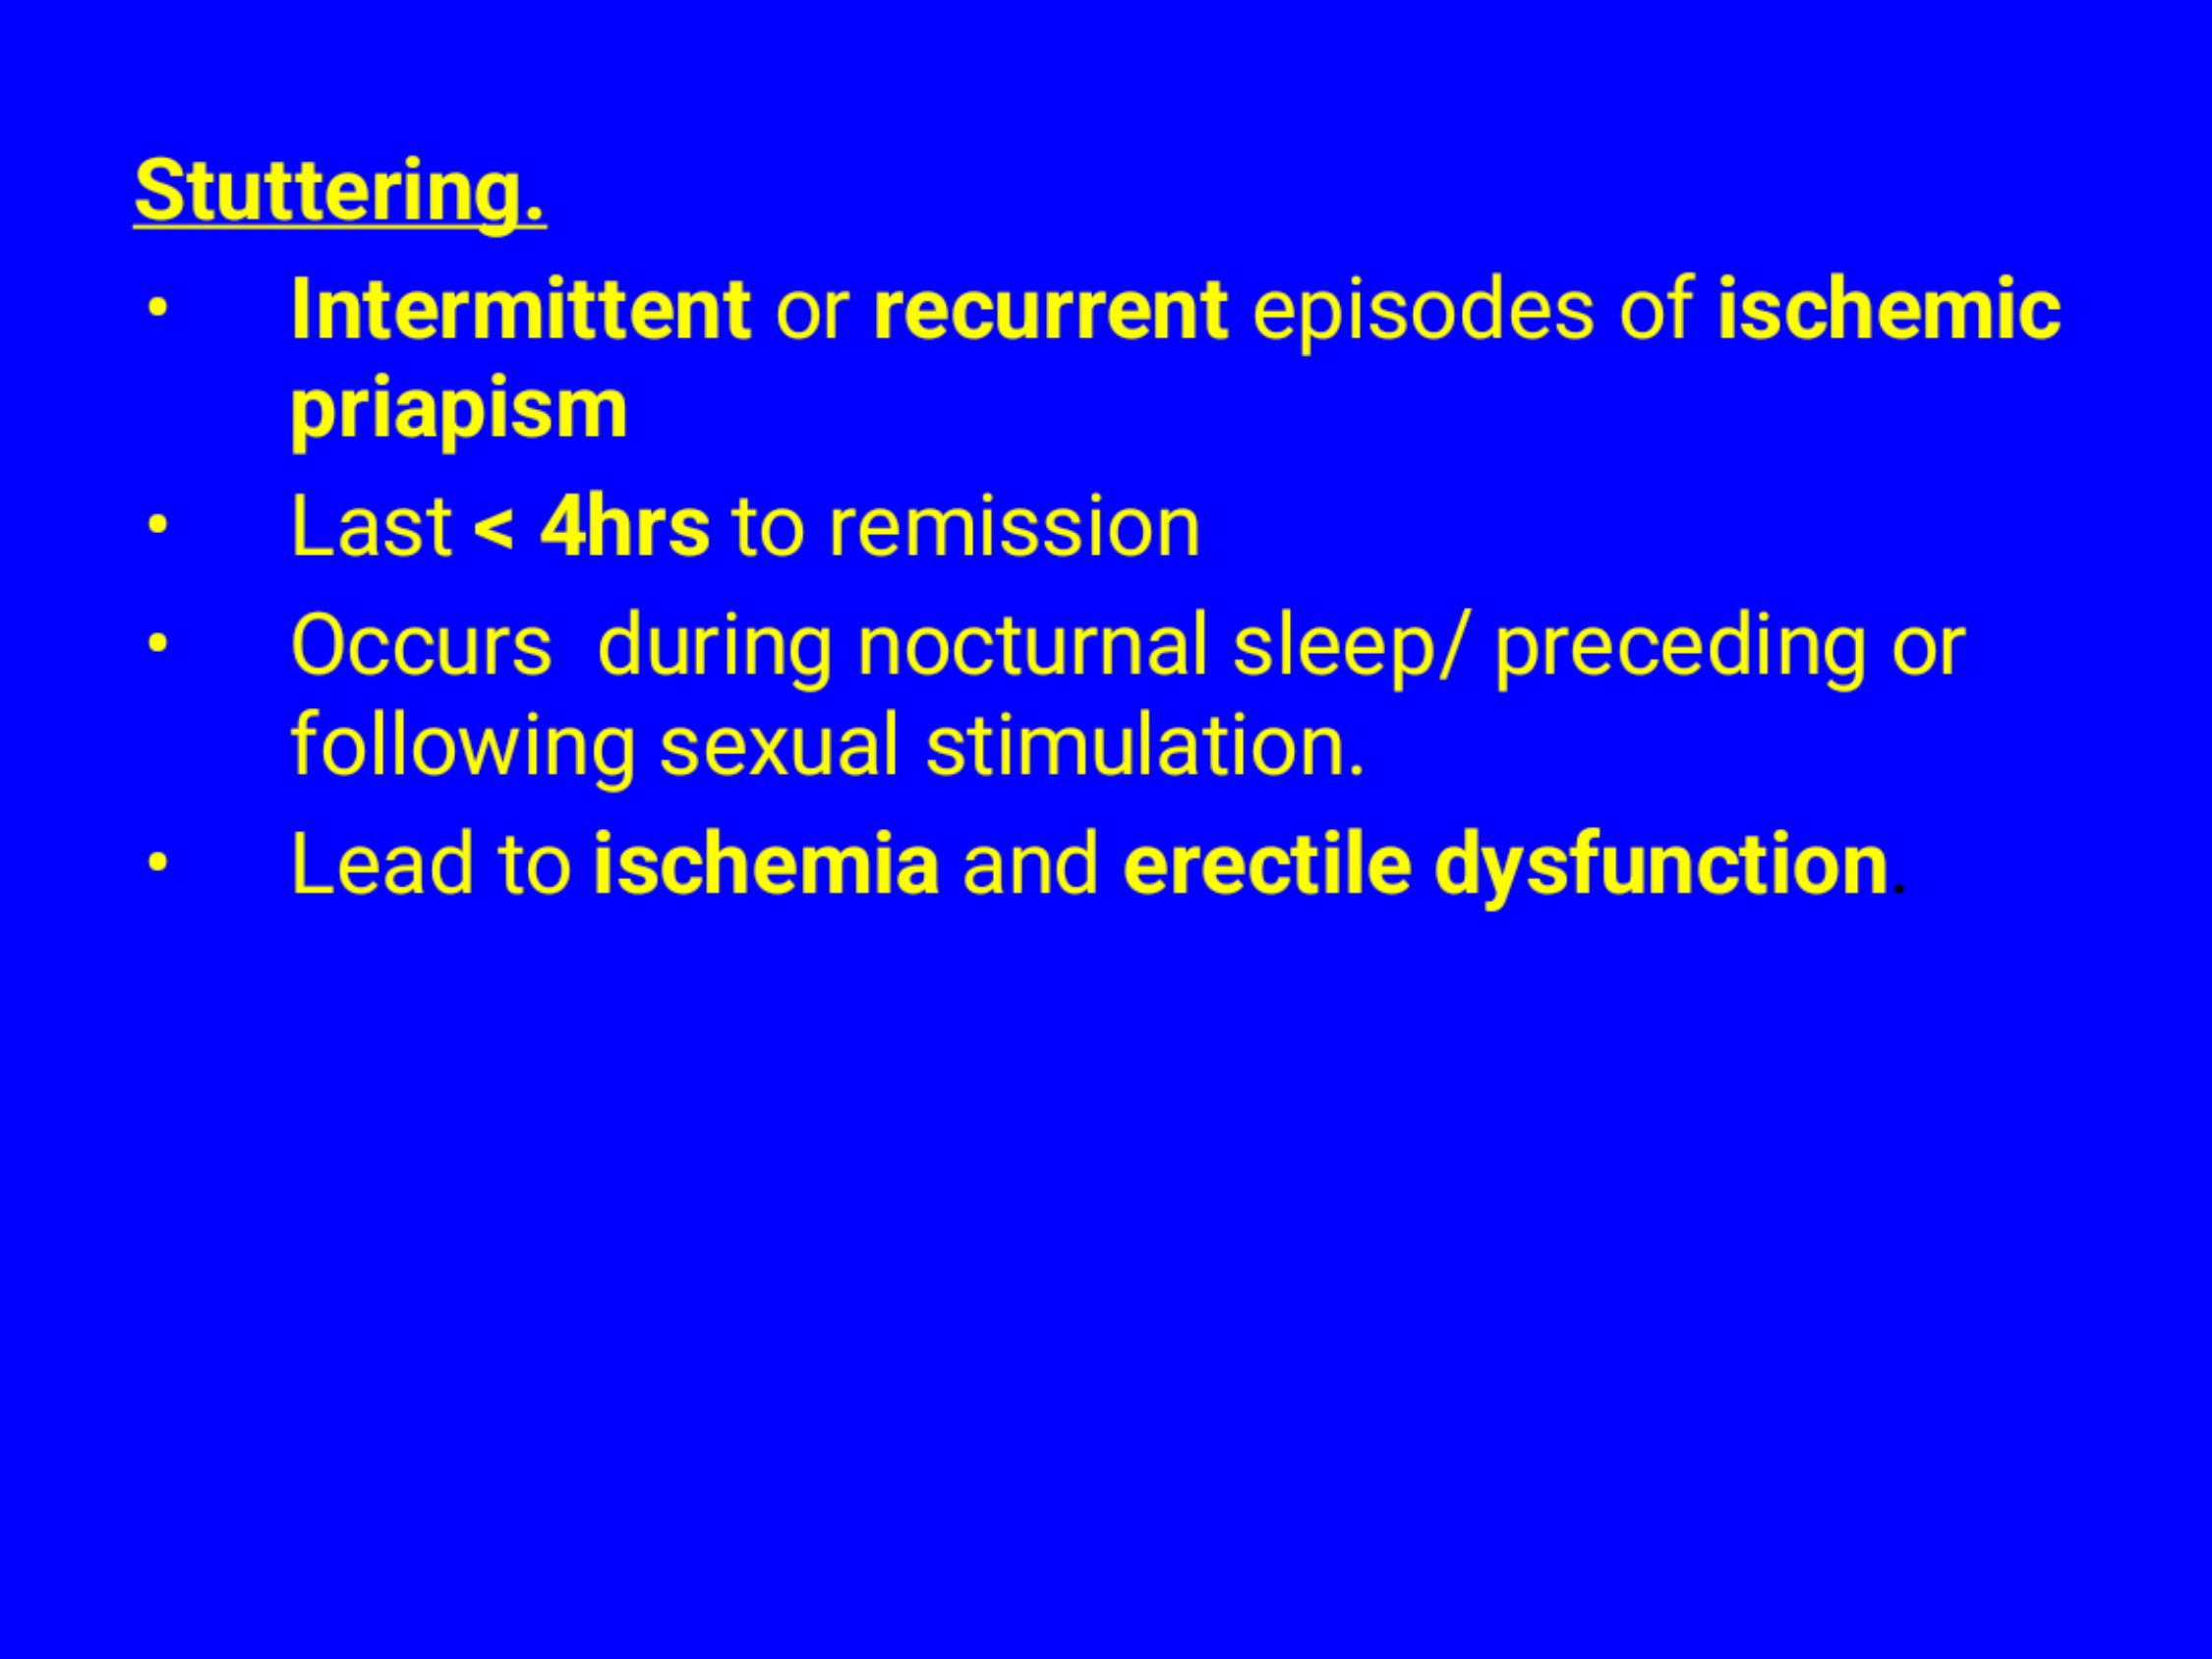 Stuttering.
• Intermittent or recurrent episodes of ischemic
priapism
• Last < 4hrs to remission
• Occurs  during nocturnal sleep/ preceding or
following sexual stimulation.
• Lead to ischemia and erectile dysfunction.